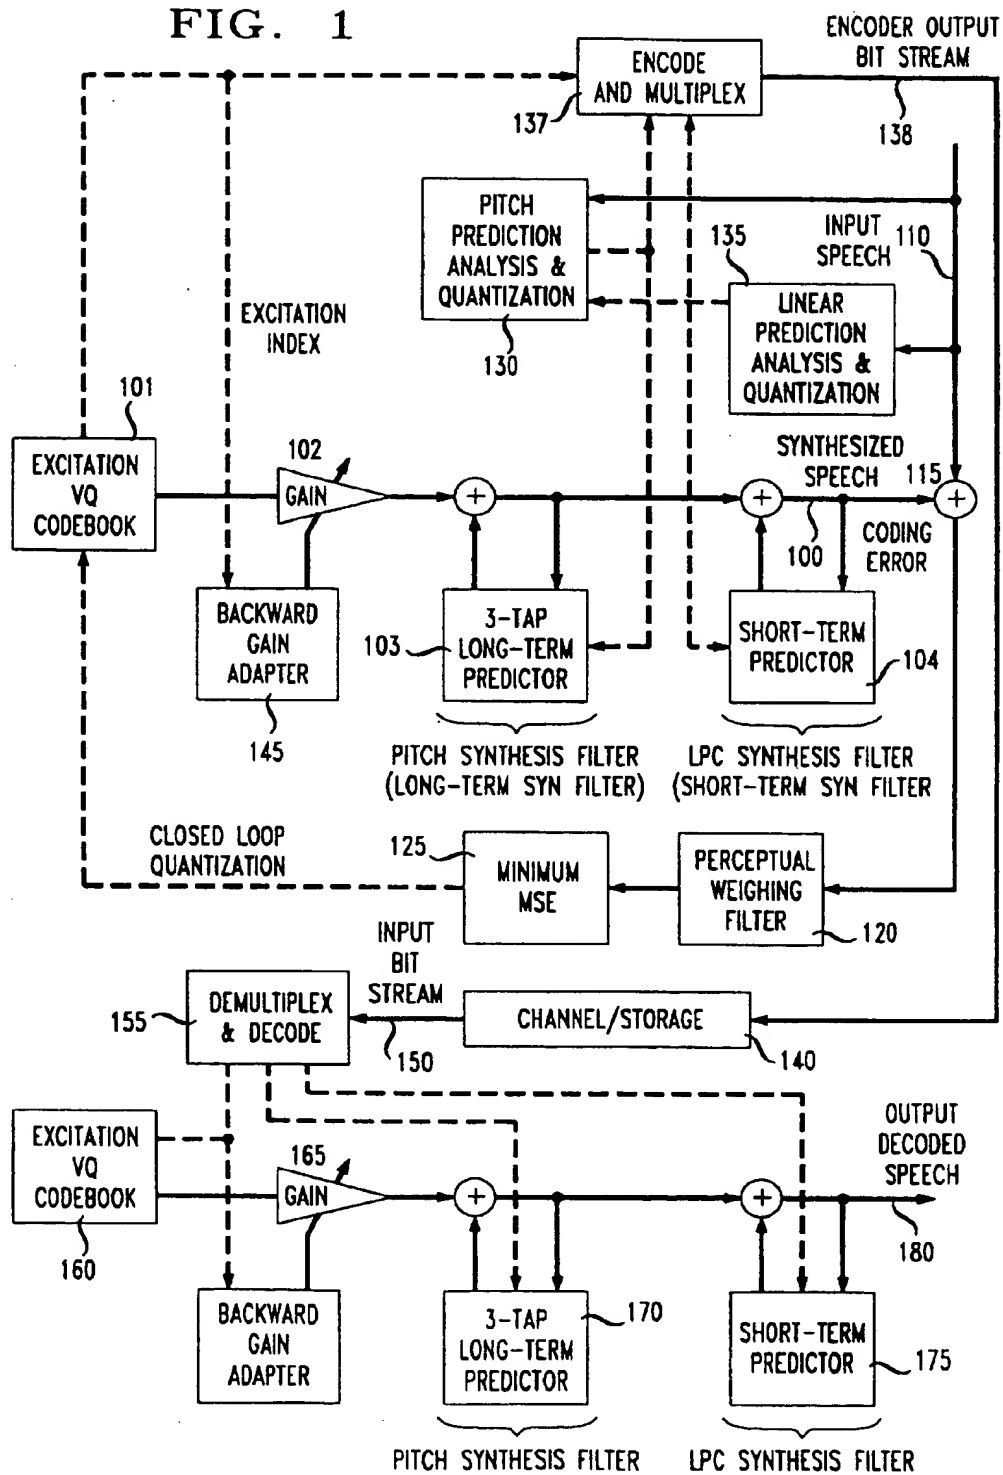 FIG. 1
ENCODER OUTPUT
BIT STREAM
ENCODE
AND MULTIPLEX
137
138
PITCH
PREDICTION
ANALYSIS &
QUANTIZATION
130
INPUT
SPEECH
110
135
LINEAR
PREDICTION
ANALYSIS &
QUANTIZATION
EXCITATION
INDEX
101
EXCITATION
VQ
CODEBOOK
102
GAIN
+
+
SYNTHESIZED
SPEECH
115
+
100
CODING
ERROR
BACKWARD
GAIN
ADAPTER
145
103
3-TAP
LONG-TERM
PREDICTOR
SHORT-TERM
PREDICTOR
104
PITCH SYNTHESIS FILTER
(LONG-TERM SYN FILTER)
LPC SYNTHESIS FILTER
(SHORT-TERM SYN FILTER
CLOSED LOOP
QUANTIZATION
125
MINIMUM
MSE
PERCEPTUAL
WEIGHING
FILTER
120
INPUT
BIT
STREAM
155
DEMULTIPLEX
& DECODE
150
CHANNEL/STORAGE
140
EXCITATION
VQ
CODEBOOK
160
165
GAIN
+
+
OUTPUT
DECODED
SPEECH
180
BACKWARD
GAIN
ADAPTER
3-TAP
LONG-TERM
PREDICTOR
170
SHORT-TERM
PREDICTOR
175
PITCH SYNTHESIS FILTER
LPC SYNTHESIS FILTER